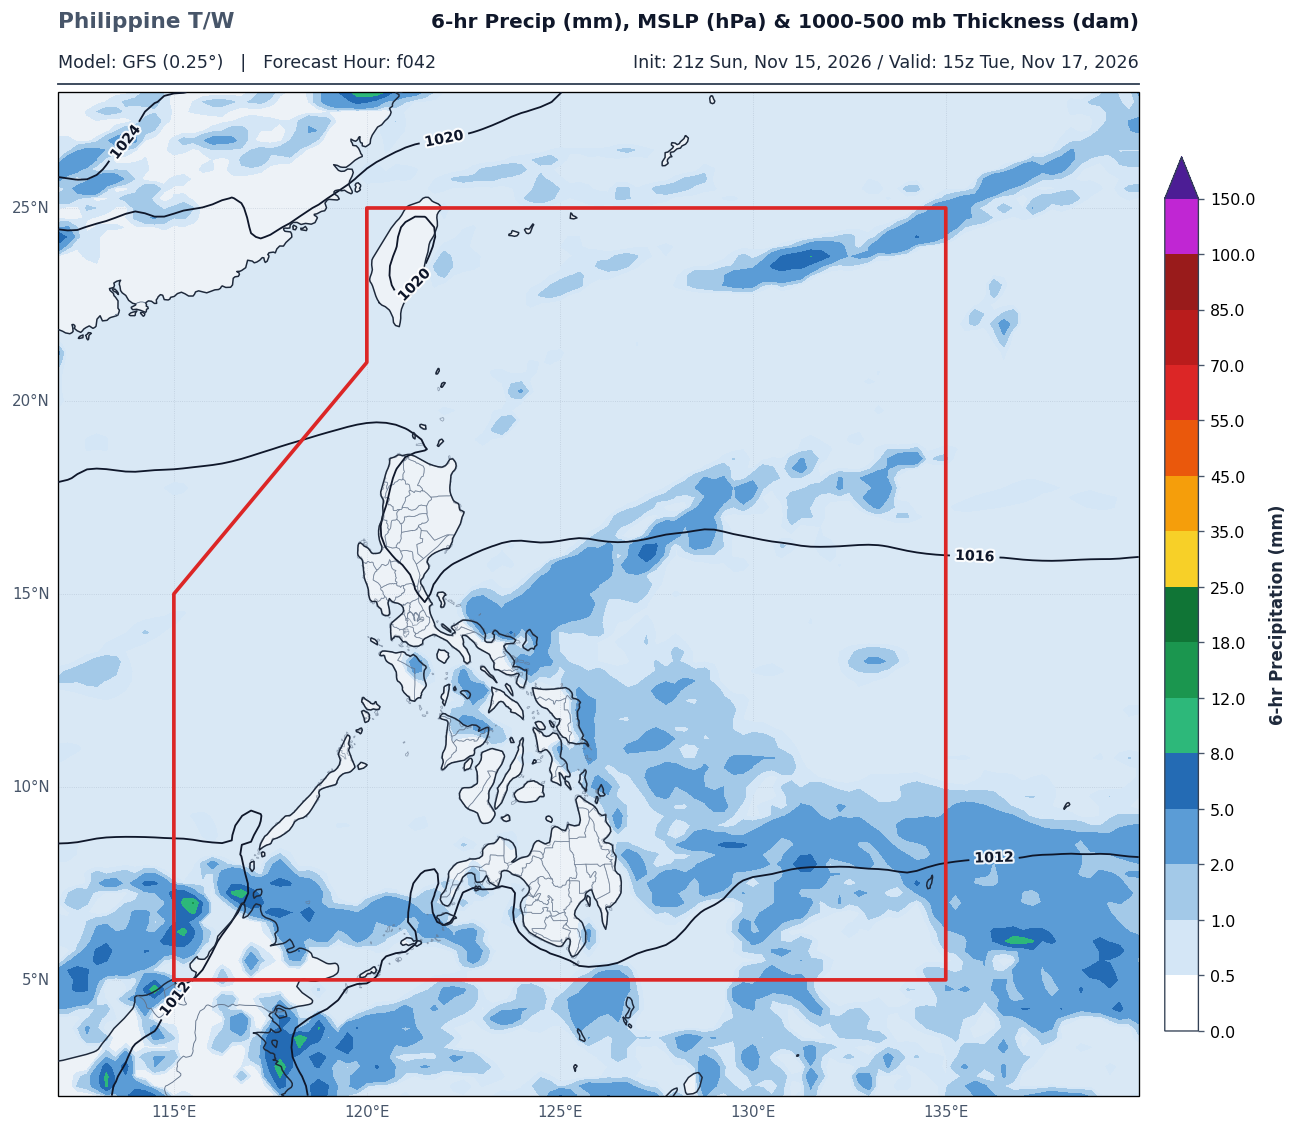 Philippine T/W
6-hr Precip (mm), MSLP (hPa) & 1000-500 mb Thickness (dam)
Model: GFS (0.25°) | Forecast Hour: f042
Init: 21z Sun, Nov 15, 2026 / Valid: 15z Tue, Nov 17, 2026
1024
1020
1020
1016
1012
1012
25°N
20°N
15°N
10°N
5°N
115°E
120°E
125°E
130°E
135°E
150.0
100.0
85.0
70.0
55.0
45.0
35.0
25.0
18.0
12.0
8.0
5.0
2.0
1.0
0.5
0.0
6-hr Precipitation (mm)